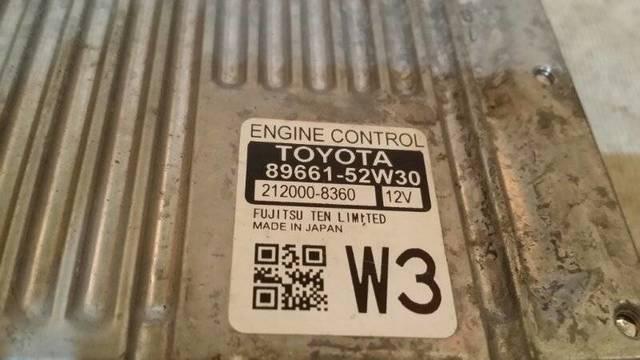 ENGINE CONTROL
TOYOTA
89661-52W30
212000-8360 12V
FUJITSU TEN LIMITED
MADE IN JAPAN
W3